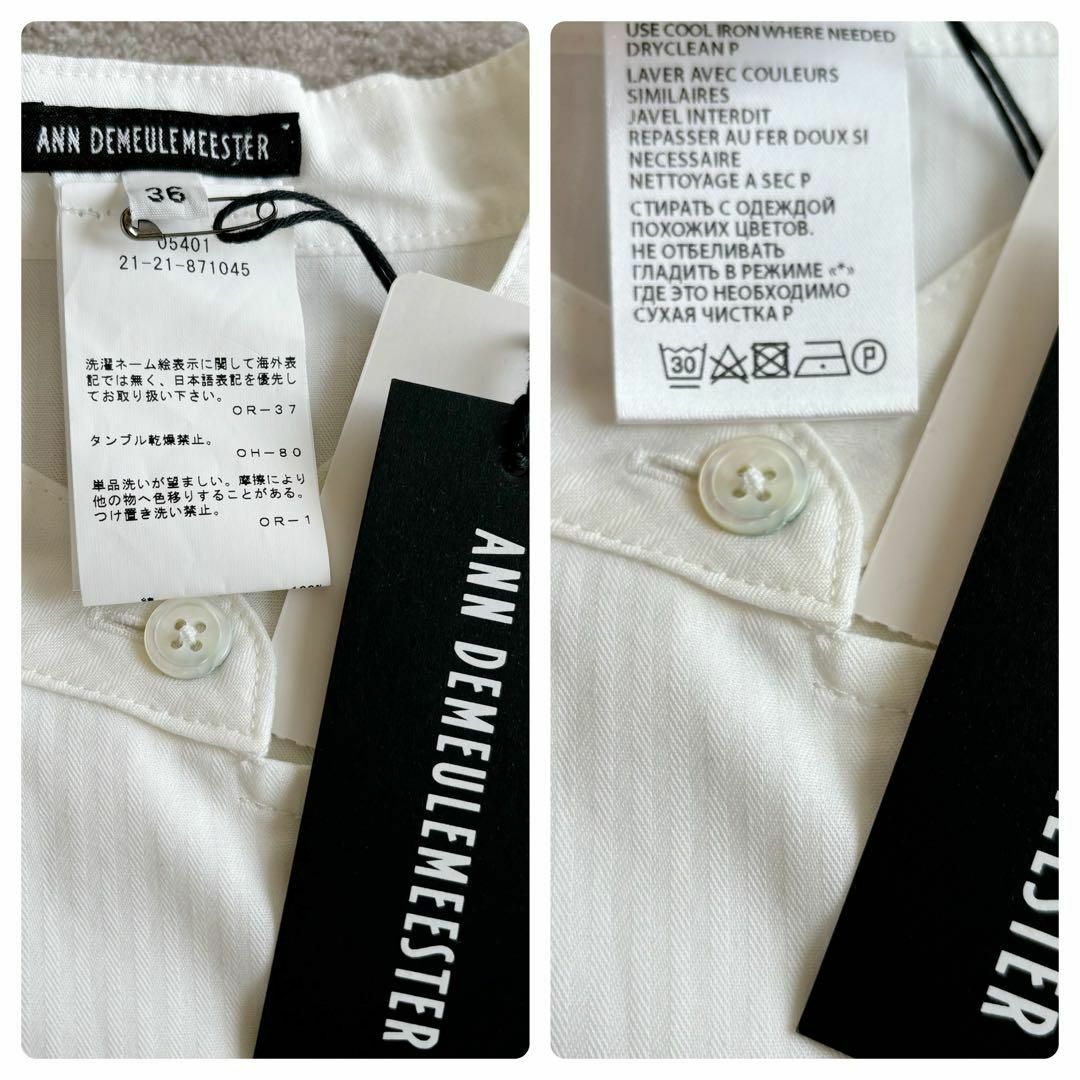 ANN DEMEULEMEESTER
36
05401
21-21-871045
洗濯ネーム絵表示に関して海外表
記では無く、日本語表記を優先し
てお取り扱い下さい。
OR-37
タンブル乾燥禁止。
OH-80
単品洗いが望ましい。摩擦により
他の物へ色移りすることがある。
つけ置き洗い禁止。
OR-1
ANN DEMEULEMEESTER
USE COOL IRON WHERE NEEDED
DRYCLEAN P
LAVER AVEC COULEURS
SIMILAIRES
JAVEL INTERDIT
REPASSER AU FER DOUX SI
NECESSAIRE
NETTOYAGE A SEC P
СТИРАТЬ С ОДЕЖДОЙ
ПОХОЖИХ ЦВЕТОВ.
НЕ ОТБЕЛИВАТЬ
ГЛАДИТЬ В РЕЖИМЕ «*»
ГДЕ ЭТО НЕОБХОДИМО
СУХАЯ ЧИСТКА P
30
P
ESTER